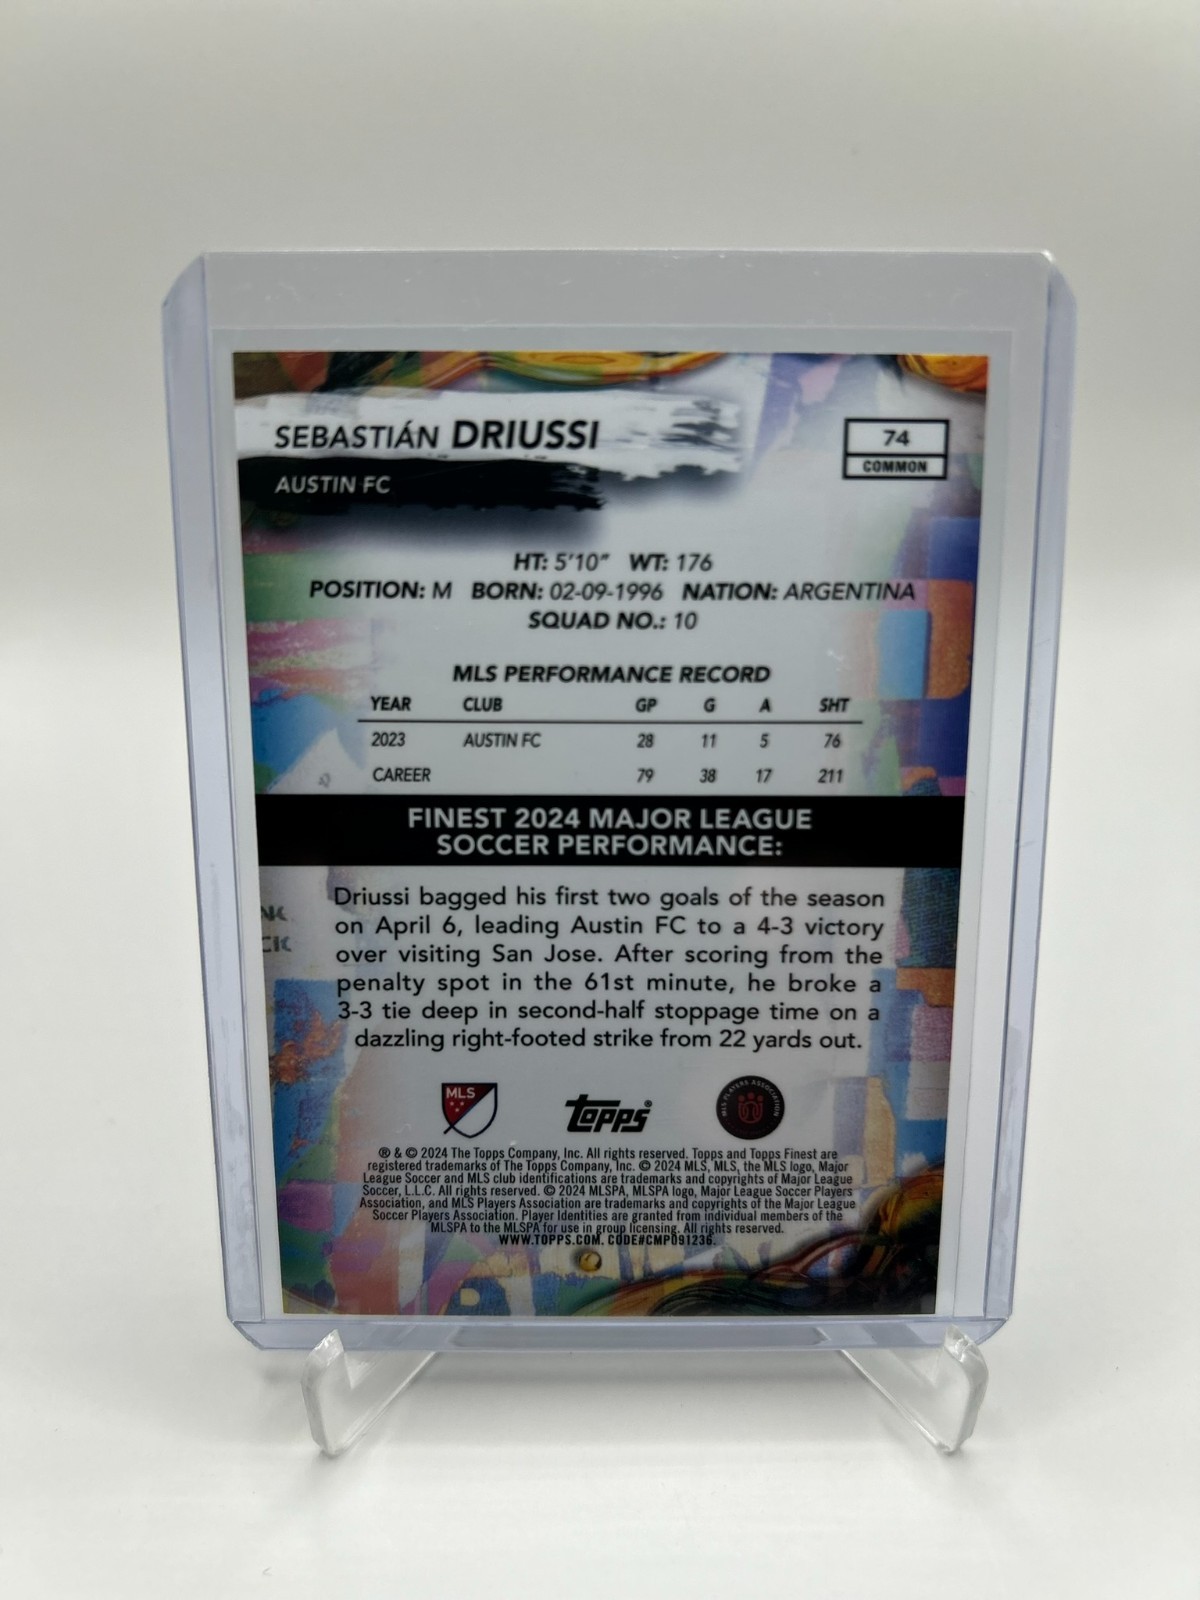 SEBASTIÁN DRIUSSI
AUSTIN FC
74
COMMON
HT: 5'10" WT: 176
POSITION: M BORN: 02-09-1996 NATION: ARGENTINA
SQUAD NO.: 10
MLS PERFORMANCE RECORD
YEAR CLUB GP G A SHT
2023 AUSTIN FC 28 11 5 76
CAREER 79 38 17 211
FINEST 2024 MAJOR LEAGUE
SOCCER PERFORMANCE:
Driussi bagged his first two goals of the season
on April 6, leading Austin FC to a 4-3 victory
over visiting San Jose. After scoring from the
penalty spot in the 61st minute, he broke a
3-3 tie deep in second-half stoppage time on a
dazzling right-footed strike from 22 yards out.
MLS
Topps®
MLS PLAYERS ASSOCIATION
® & © 2024 The Topps Company, Inc. All rights reserved. Topps and Topps Finest are
registered trademarks of The Topps Company, Inc. © 2024 MLS, MLS, the MLS logo, Major
League Soccer and MLS club identifications are trademarks and copyrights of Major League
Soccer, L.L.C. All rights reserved. © 2024 MLSPA, MLSPA logo, Major League Soccer Players
Association, and MLS Players Association are trademarks and copyrights of the Major League
Soccer Players Association. Player Identities are granted from individual members of the
MLSPA to the MLSPA for use in group licensing. All rights reserved.
WWW.TOPPS.COM. CODE#CMP091236.